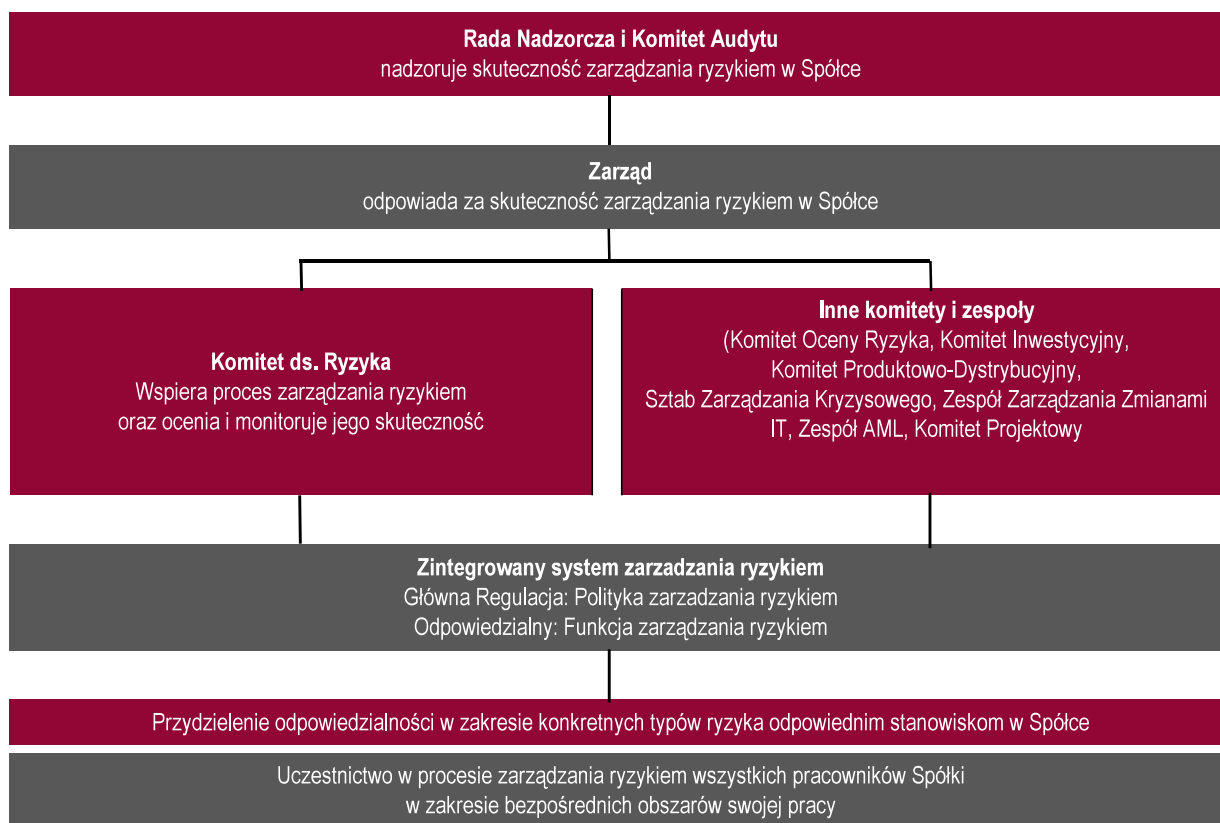 Rada Nadzorcza i Komitet Audytu
nadzoruje skuteczność zarządzania ryzykiem w Spółce
Zarząd
odpowiada za skuteczność zarządzania ryzykiem w Spółce
Komitet ds. Ryzyka
Wspiera proces zarządzania ryzykiem
oraz ocenia i monitoruje jego skuteczność
Inne komitety i zespoły
(Komitet Oceny Ryzyka, Komitet Inwestycyjny,
Komitet Produktowo-Dystrybucyjny,
Sztab Zarządzania Kryzysowego, Zespół Zarządzania Zmianami
IT, Zespół AML, Komitet Projektowy
Zintegrowany system zarzadzania ryzykiem
Główna Regulacja: Polityka zarzadzania ryzykiem
Odpowiedzialny: Funkcja zarządzania ryzykiem
Przydzielenie odpowiedzialności w zakresie konkretnych typów ryzyka odpowiednim stanowiskom w Spółce
Uczestnictwo w procesie zarządzania ryzykiem wszystkich pracowników Spółki
w zakresie bezpośrednich obszarów swojej pracy